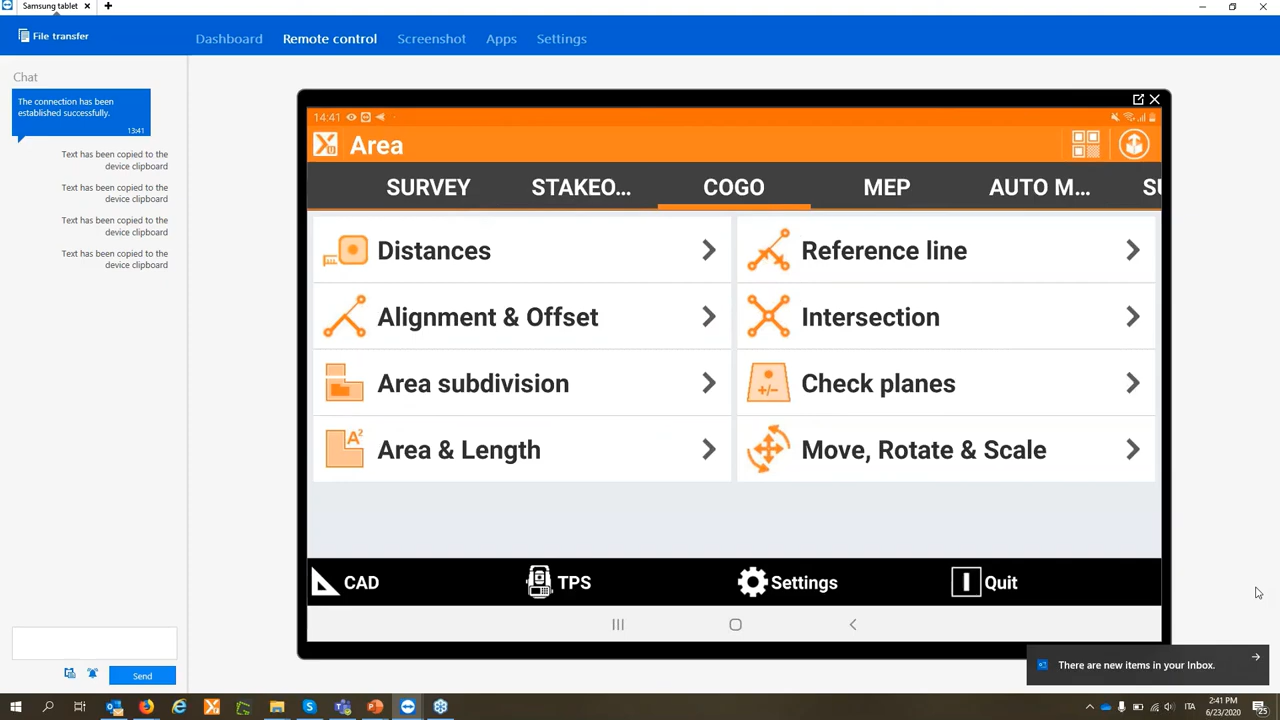 Samsung tablet
File transfer
Dashboard
Remote control
Screenshot
Apps
Settings
Chat
The connection has been
established successfully.
13:41
Text has been copied to the
device clipboard
Text has been copied to the
device clipboard
Text has been copied to the
device clipboard
Text has been copied to the
device clipboard
Send
14:41
Area
SURVEY
STAKEO...
COGO
MEP
AUTO M...
SU
Distances
Reference line
Alignment & Offset
Intersection
Area subdivision
Check planes
A²
Area & Length
Move, Rotate & Scale
CAD
TPS
Settings
Quit
There are new items in your Inbox.
ITA
2:41 PM
6/23/2020
25